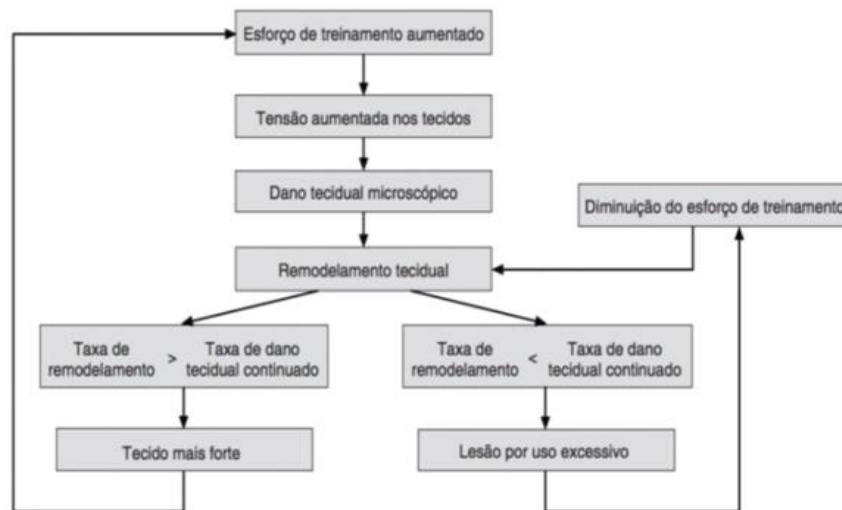 Esforço de treinamento aumentado
Tensão aumentada nos tecidos
Dano tecidual microscópico
Diminuição do esforço de treinamento
Remodelamento tecidual
Taxa de remodelamento > Taxa de dano tecidual continuado
Taxa de remodelamento < Taxa de dano tecidual continuado
Tecido mais forte
Lesão por uso excessivo